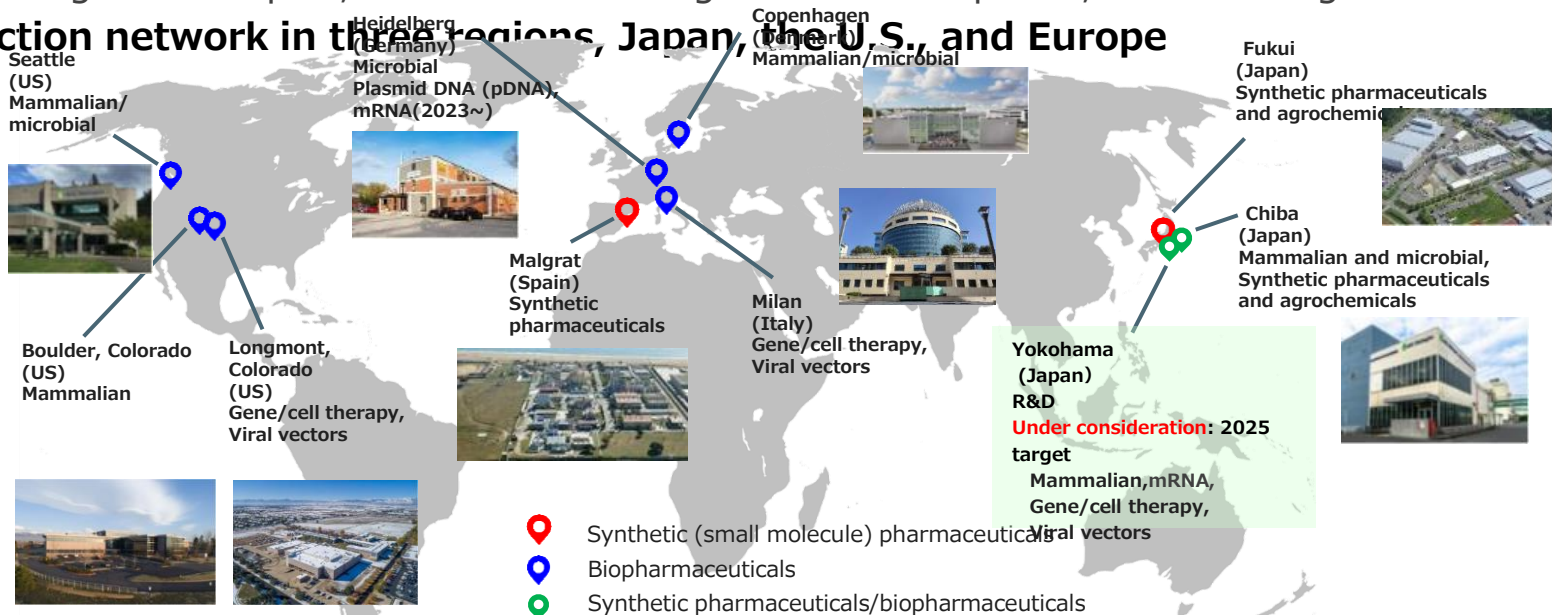 ction network in three regions, Japan, the U.S., and Europe
Seattle
(US)
Mammalian/
microbial
Heidelberg
(Germany)
Microbial
Plasmid DNA (pDNA),
mRNA(2023~)
Copenhagen
(Denmark)
Mammalian/microbial
Fukui
(Japan)
Synthetic pharmaceuticals
and agrochemic
Chiba
(Japan)
Mammalian and microbial,
Synthetic pharmaceuticals
and agrochemicals
Malgrat
(Spain)
Synthetic
pharmaceuticals
Milan
(Italy)
Gene/cell therapy,
Viral vectors
Boulder, Colorado
(US)
Mammalian
Longmont,
Colorado
(US)
Gene/cell therapy,
Viral vectors
Yokohama
(Japan)
R&D
Under consideration: 2025
target
Mammalian,mRNA,
Gene/cell therapy,
Viral vectors
Synthetic (small molecule) pharmaceuticals
Biopharmaceuticals
Synthetic pharmaceuticals/biopharmaceuticals